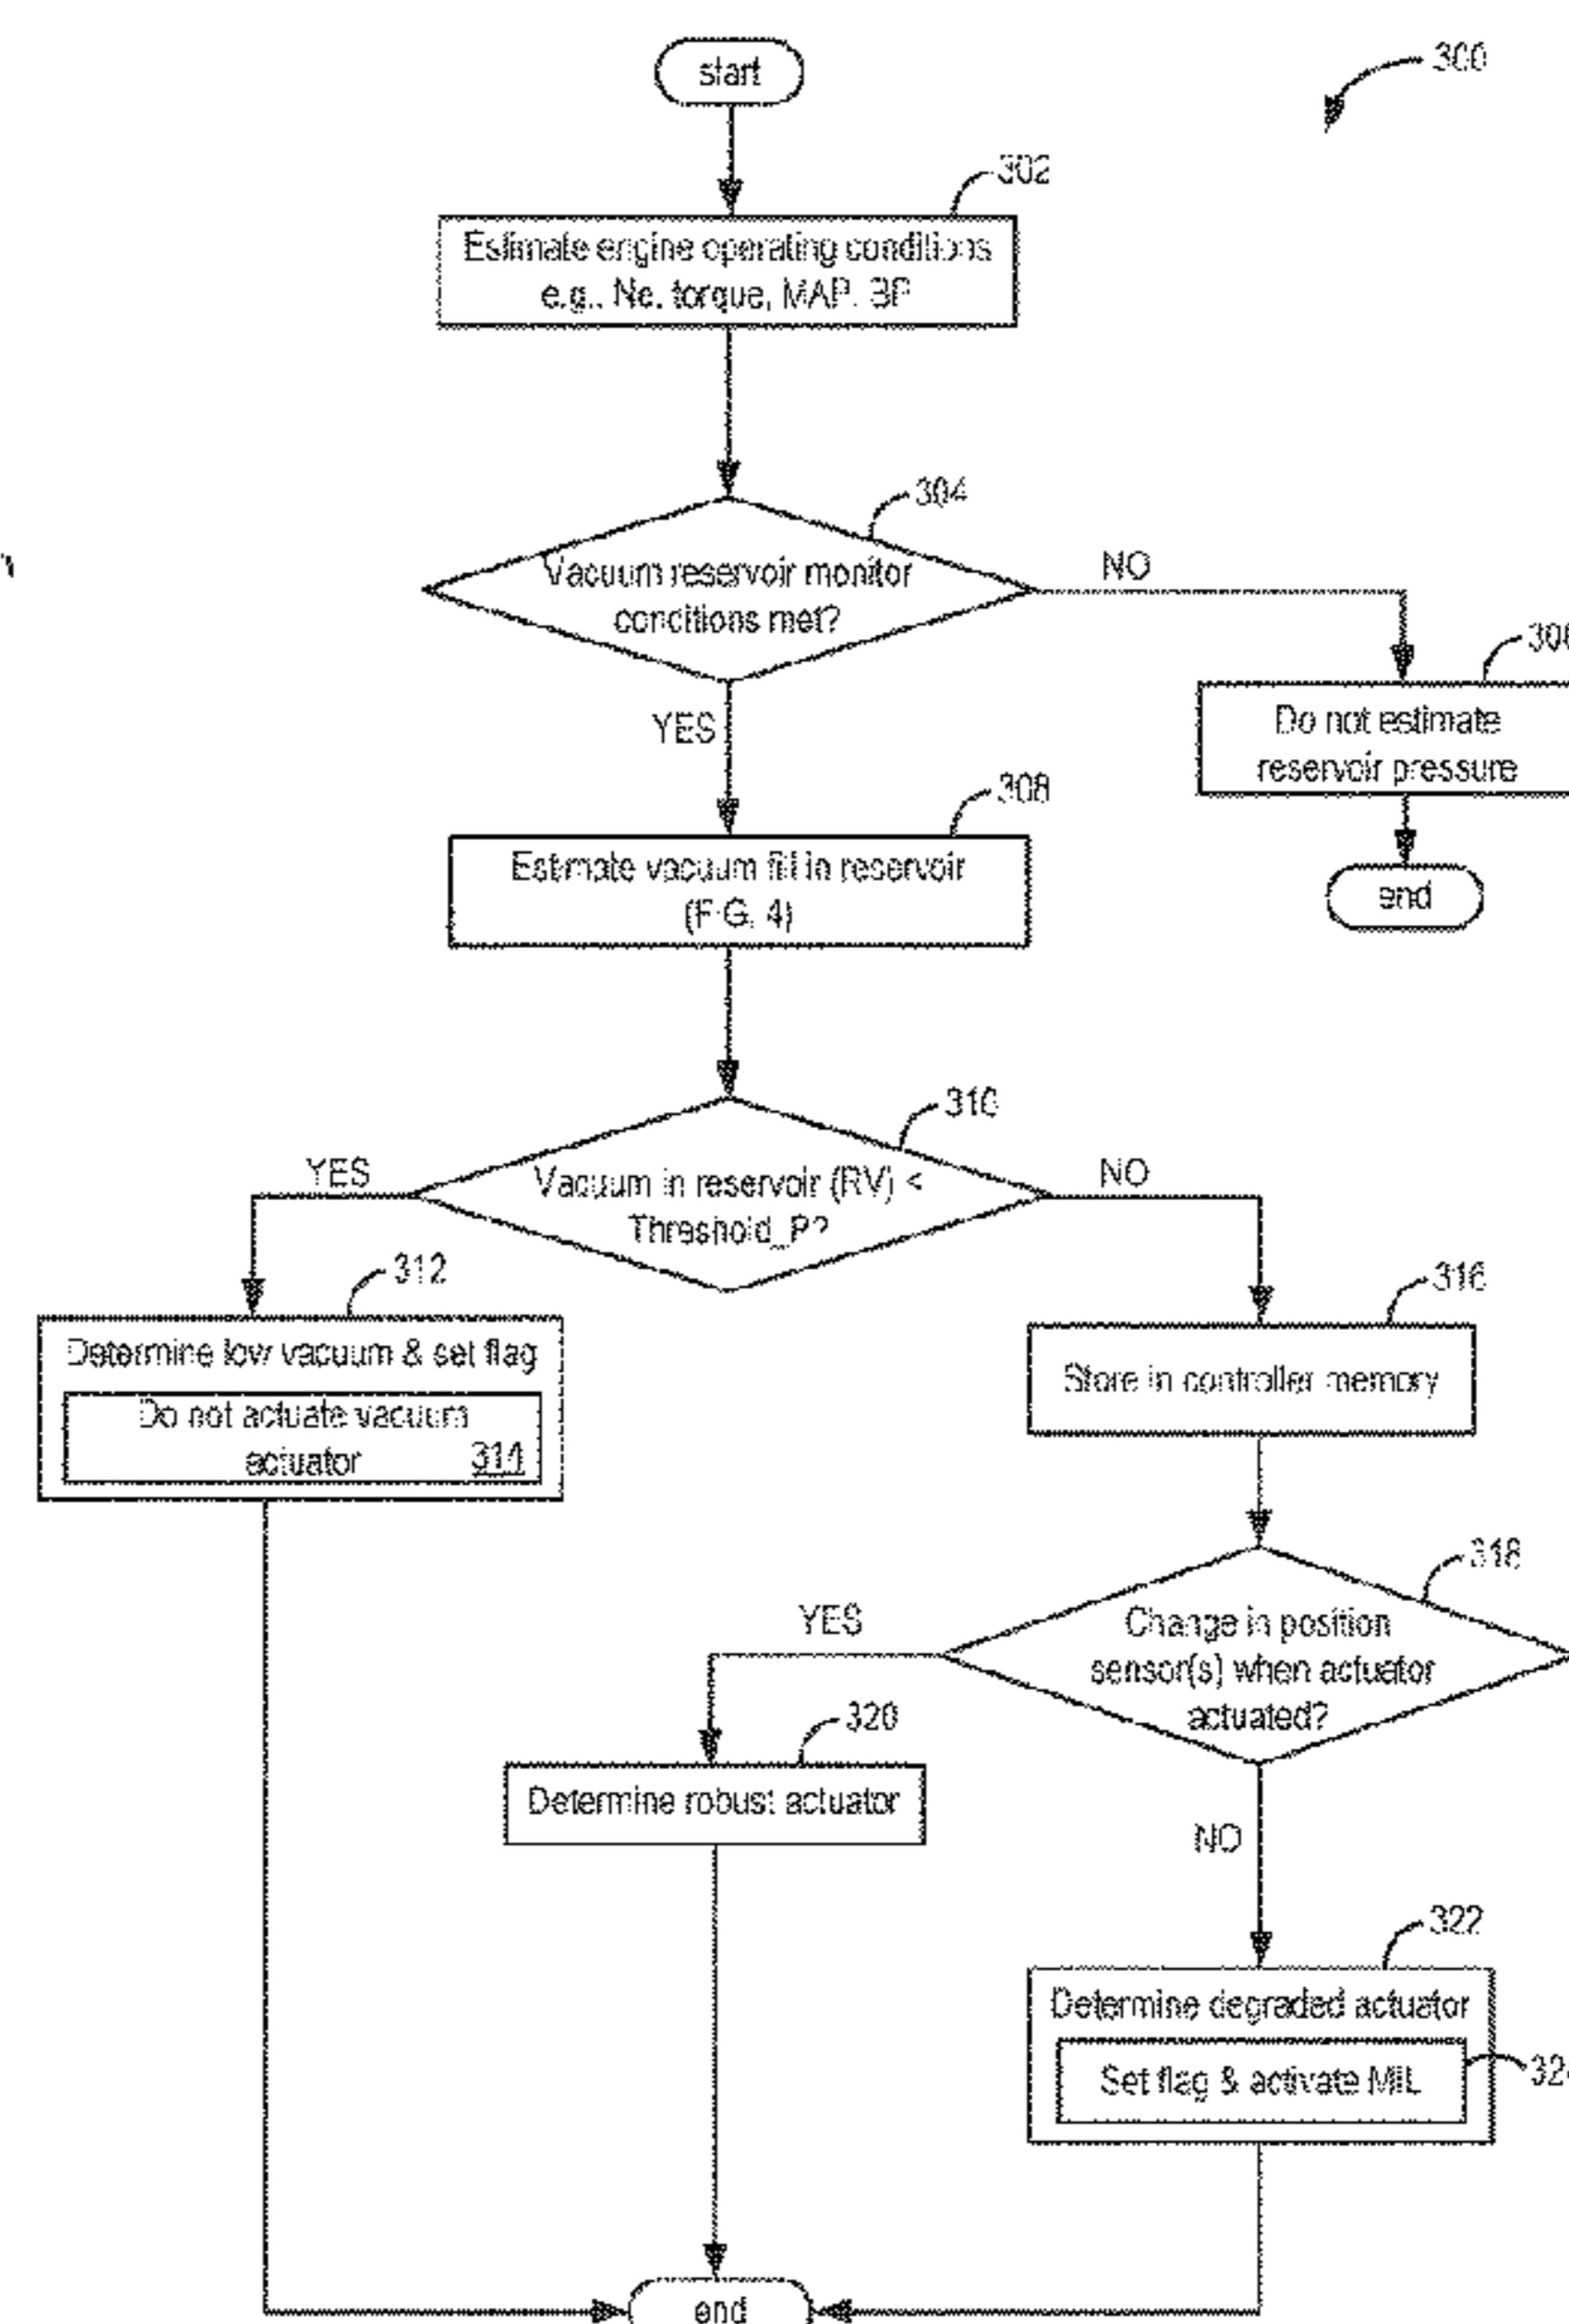 start
300
302
Estimate engine operating conditions
e.g., Ne, torque, MAP, BP
304
Vacuum reservoir monitor
conditions met?
NO
YES
306
Do not estimate
reservoir pressure
end
308
Estimate vacuum fill in reservoir
(FIG. 4)
310
Vacuum in reservoir (RV) <
Threshold_P?
YES
NO
312
Determine low vacuum & set flag
Do not actuate vacuum
actuator 314
316
Store in controller memory
318
Change in position
sensor(s) when actuator
actuated?
YES
320
Determine robust actuator
NO
322
Determine degraded actuator
Set flag & activate MIL
end